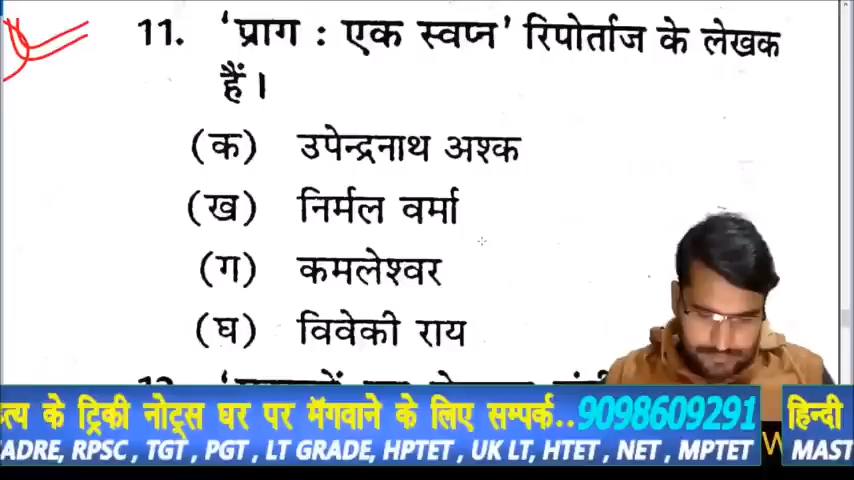 11. 'प्राग : एक स्वप्न' रिपोर्ताज के लेखक
हैं।
(क) उपेन्द्रनाथ अश्क
(ख) निर्मल वर्मा
(ग) कमलेश्वर
(घ) विवेकी राय
के ट्रिकी नोट्स घर पर मँगवाने के लिए सम्पर्क..9098609291 हिन्दी
ADRE, RPSC , TGT , PGT , LT GRADE, HPTET , UK LT, HTET , NET , MPTET MAST